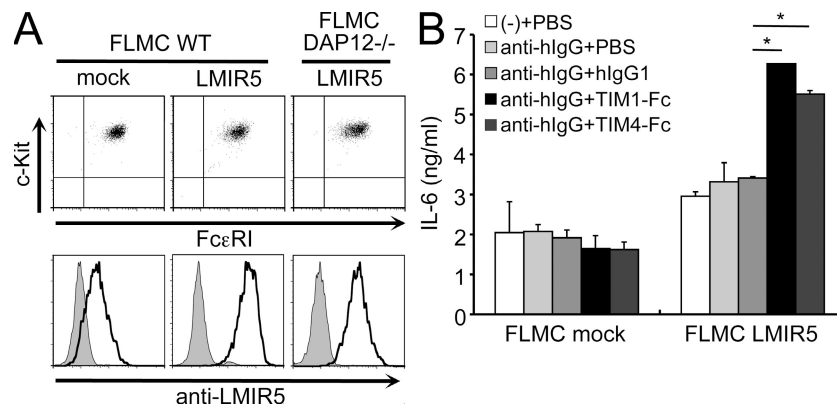 A
FLMC WT
FLMC
DAP12-/-
mock
LMIR5
LMIR5
c-Kit
FcεRI
anti-LMIR5
B
(-)+PBS
anti-hIgG+PBS
anti-hIgG+hIgG1
anti-hIgG+TIM1-Fc
anti-hIgG+TIM4-Fc
*
*
IL-6 (ng/ml)
7
6
5
4
3
2
1
0
FLMC mock
FLMC LMIR5